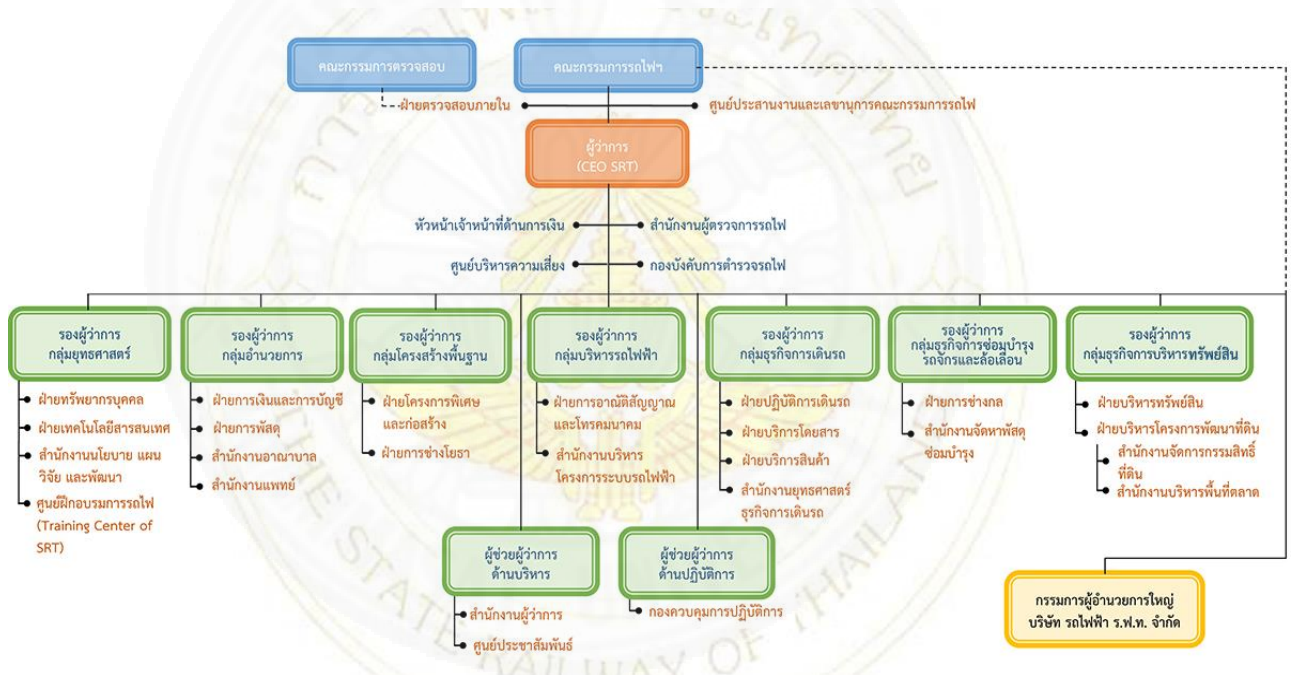 คณะกรรมการตรวจสอบ
คณะกรรมการรถไฟฯ
ฝ่ายตรวจสอบภายใน
ศูนย์ประสานงานและเลขานุการคณะกรรมการรถไฟ
ผู้ว่าการ
(CEO SRT)
หัวหน้าเจ้าหน้าที่ด้านการเงิน
สำนักงานผู้ตรวจการรถไฟ
ศูนย์บริหารความเสี่ยง
กองบังคับการตำรวจรถไฟ
รองผู้ว่าการ
กลุ่มยุทธศาสตร์
ฝ่ายทรัพยากรบุคคล
ฝ่ายเทคโนโลยีสารสนเทศ
สำนักงานนโยบาย แผน
วิจัย และพัฒนา
ศูนย์ฝึกอบรมการรถไฟ
(Training Center of
SRT)
รองผู้ว่าการ
กลุ่มอำนวยการ
ฝ่ายการเงินและการบัญชี
ฝ่ายการพัสดุ
สำนักงานอาณาบาล
สำนักงานแพทย์
รองผู้ว่าการ
กลุ่มโครงสร้างพื้นฐาน
ฝ่ายโครงการพิเศษ
และก่อสร้าง
ฝ่ายการช่างโยธา
รองผู้ว่าการ
กลุ่มบริหารรถไฟฟ้า
ฝ่ายการอาณัติสัญญาณ
และโทรคมนาคม
สำนักงานบริหาร
โครงการระบบรถไฟฟ้า
รองผู้ว่าการ
กลุ่มธุรกิจการเดินรถ
ฝ่ายปฏิบัติการเดินรถ
ฝ่ายบริการโดยสาร
ฝ่ายบริการสินค้า
สำนักงานยุทธศาสตร์
ธุรกิจการเดินรถ
รองผู้ว่าการ
กลุ่มธุรกิจการซ่อมบำรุง
รถจักรและล้อเลื่อน
ฝ่ายการช่างกล
สำนักงานจัดหาพัสดุ
ซ่อมบำรุง
รองผู้ว่าการ
กลุ่มธุรกิจการบริหารทรัพย์สิน
ฝ่ายบริหารทรัพย์สิน
ฝ่ายบริหารโครงการพัฒนาที่ดิน
สำนักงานจัดการกรรมสิทธิ์
ที่ดิน
สำนักงานบริหารพื้นที่ตลาด
ผู้ช่วยผู้ว่าการ
ด้านบริหาร
สำนักงานผู้ว่าการ
ศูนย์ประชาสัมพันธ์
ผู้ช่วยผู้ว่าการ
ด้านปฏิบัติการ
กองควบคุมการปฏิบัติการ
กรรมการผู้อำนวยการใหญ่
บริษัท รถไฟฟ้า ร.ฟ.ท. จำกัด
การรถไฟแห่งประเทศไทย
THE STATE RAILWAY OF THAILAND